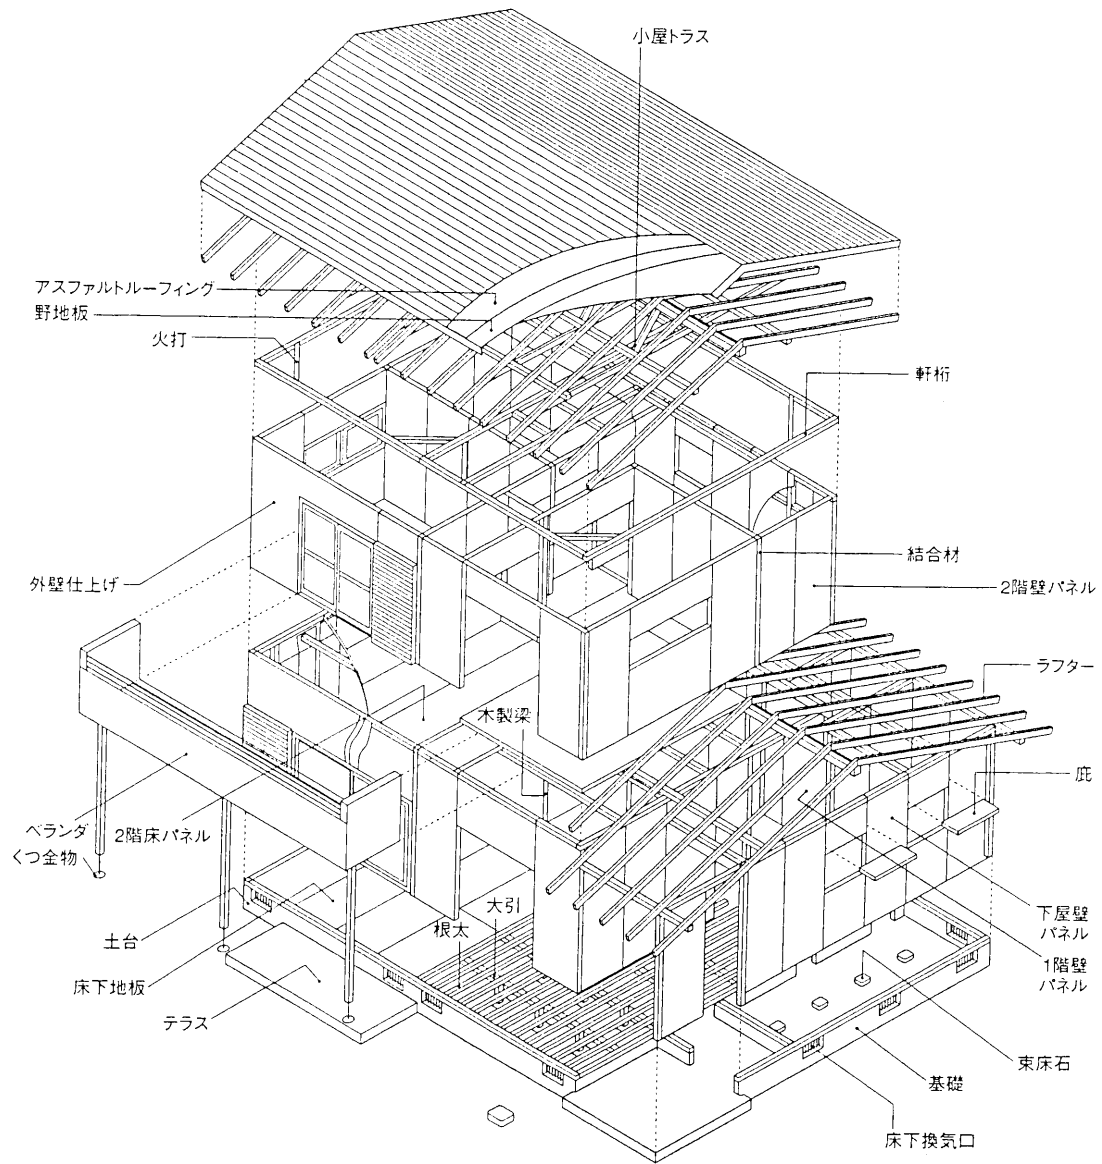 小屋トラス
アスファルトルーフィング
野地板
火打
軒桁
結合材
外壁仕上げ
2階壁パネル
ラフター
木製梁
庇
ベランダ
2階床パネル
くつ金物
大引
根太
土台
下屋壁
パネル
床下地板
1階壁
パネル
テラス
束床石
基礎
床下換気口